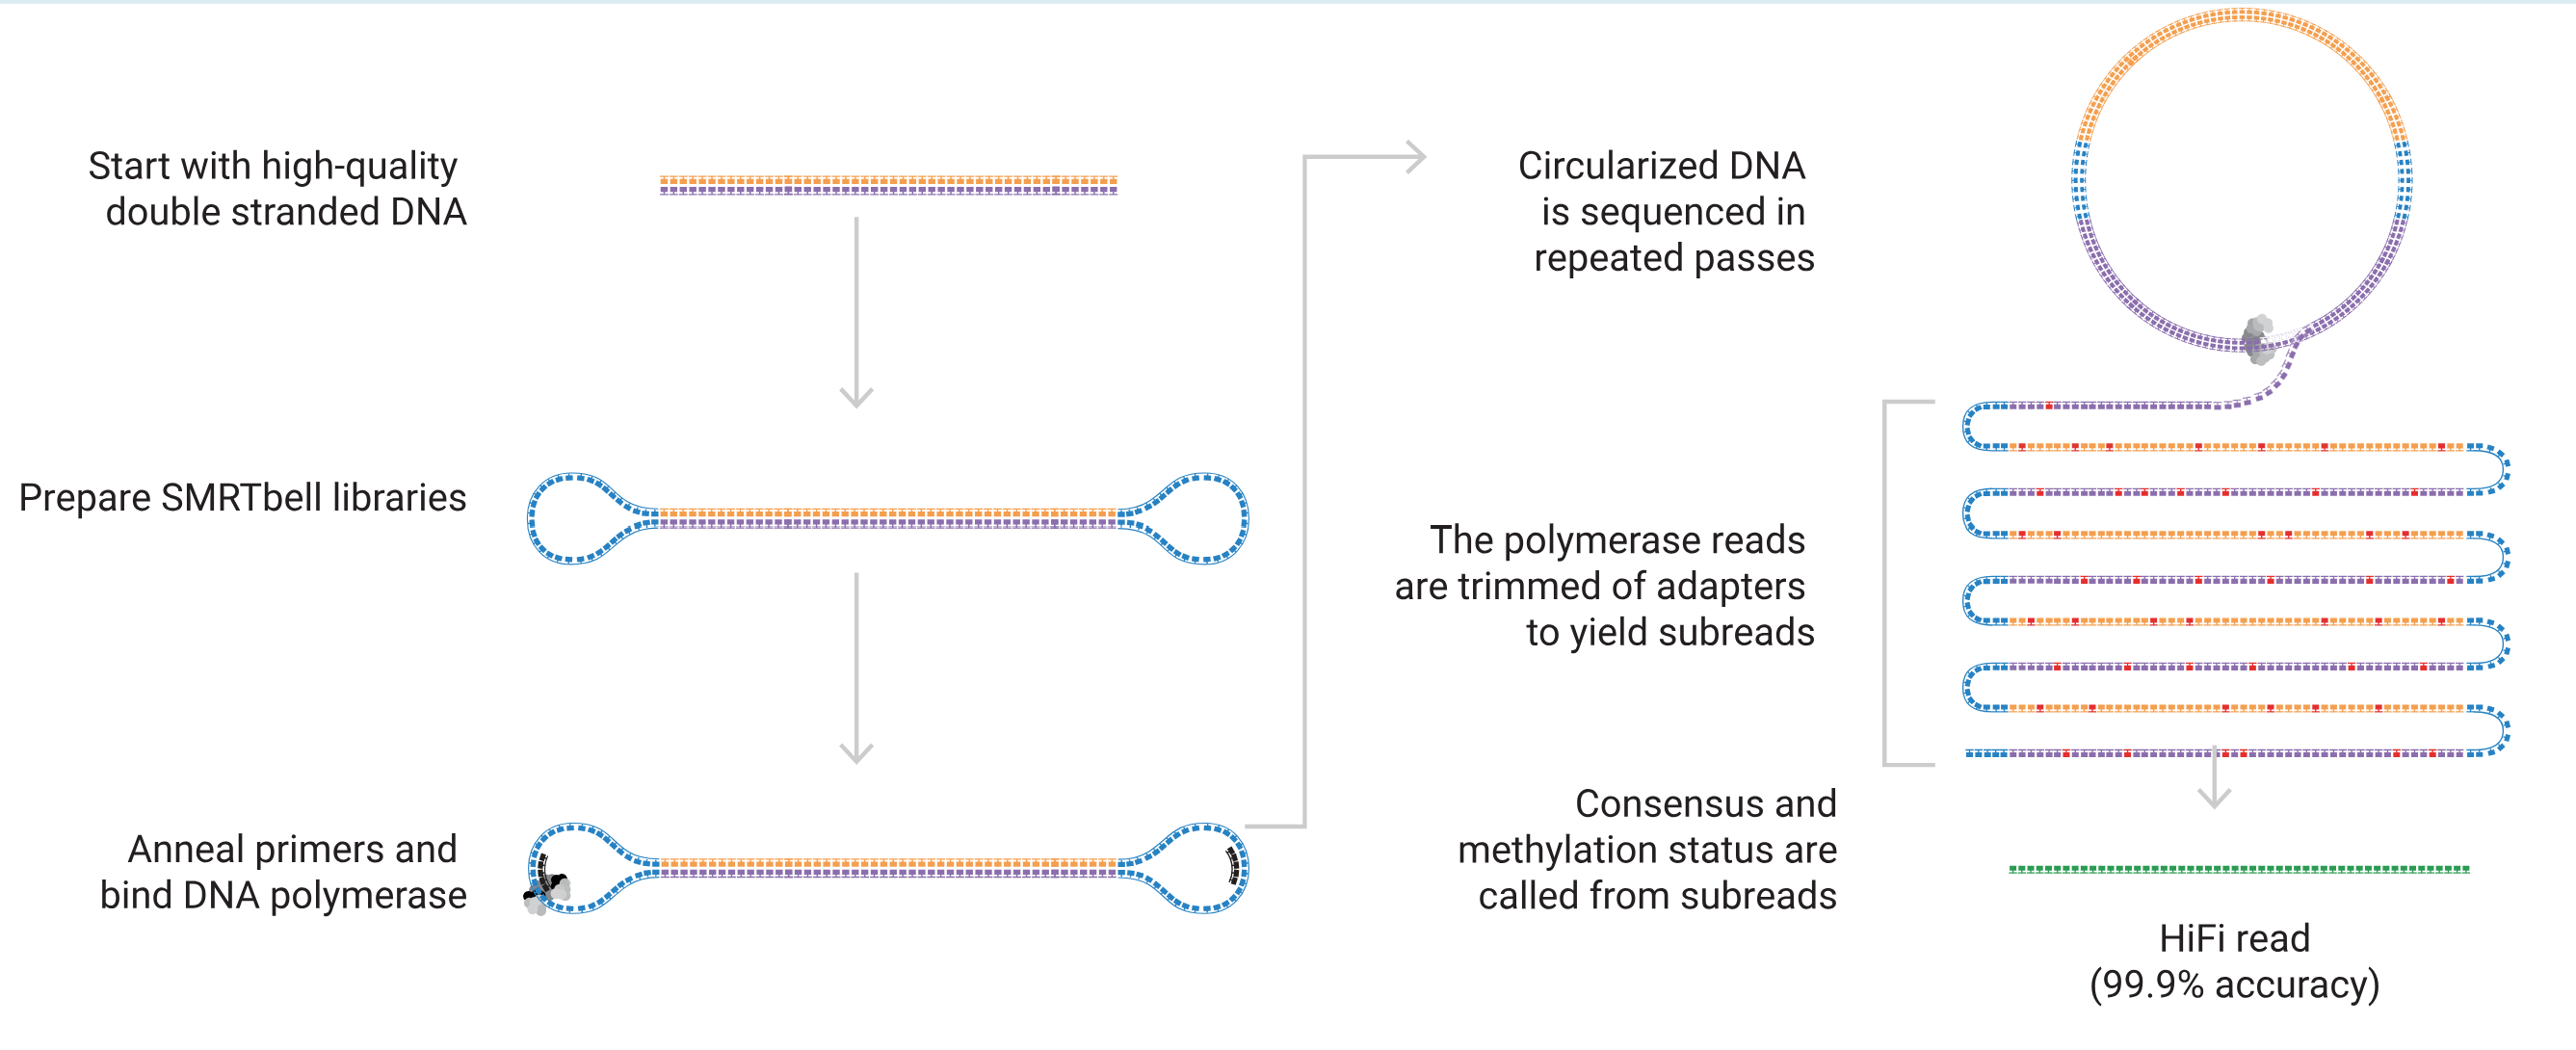 Start with high-quality
double stranded DNA
Prepare SMRTbell libraries
Anneal primers and
bind DNA polymerase
Circularized DNA
is sequenced in
repeated passes
The polymerase reads
are trimmed of adapters
to yield subreads
Consensus and
methylation status are
called from subreads
HiFi read
(99.9% accuracy)